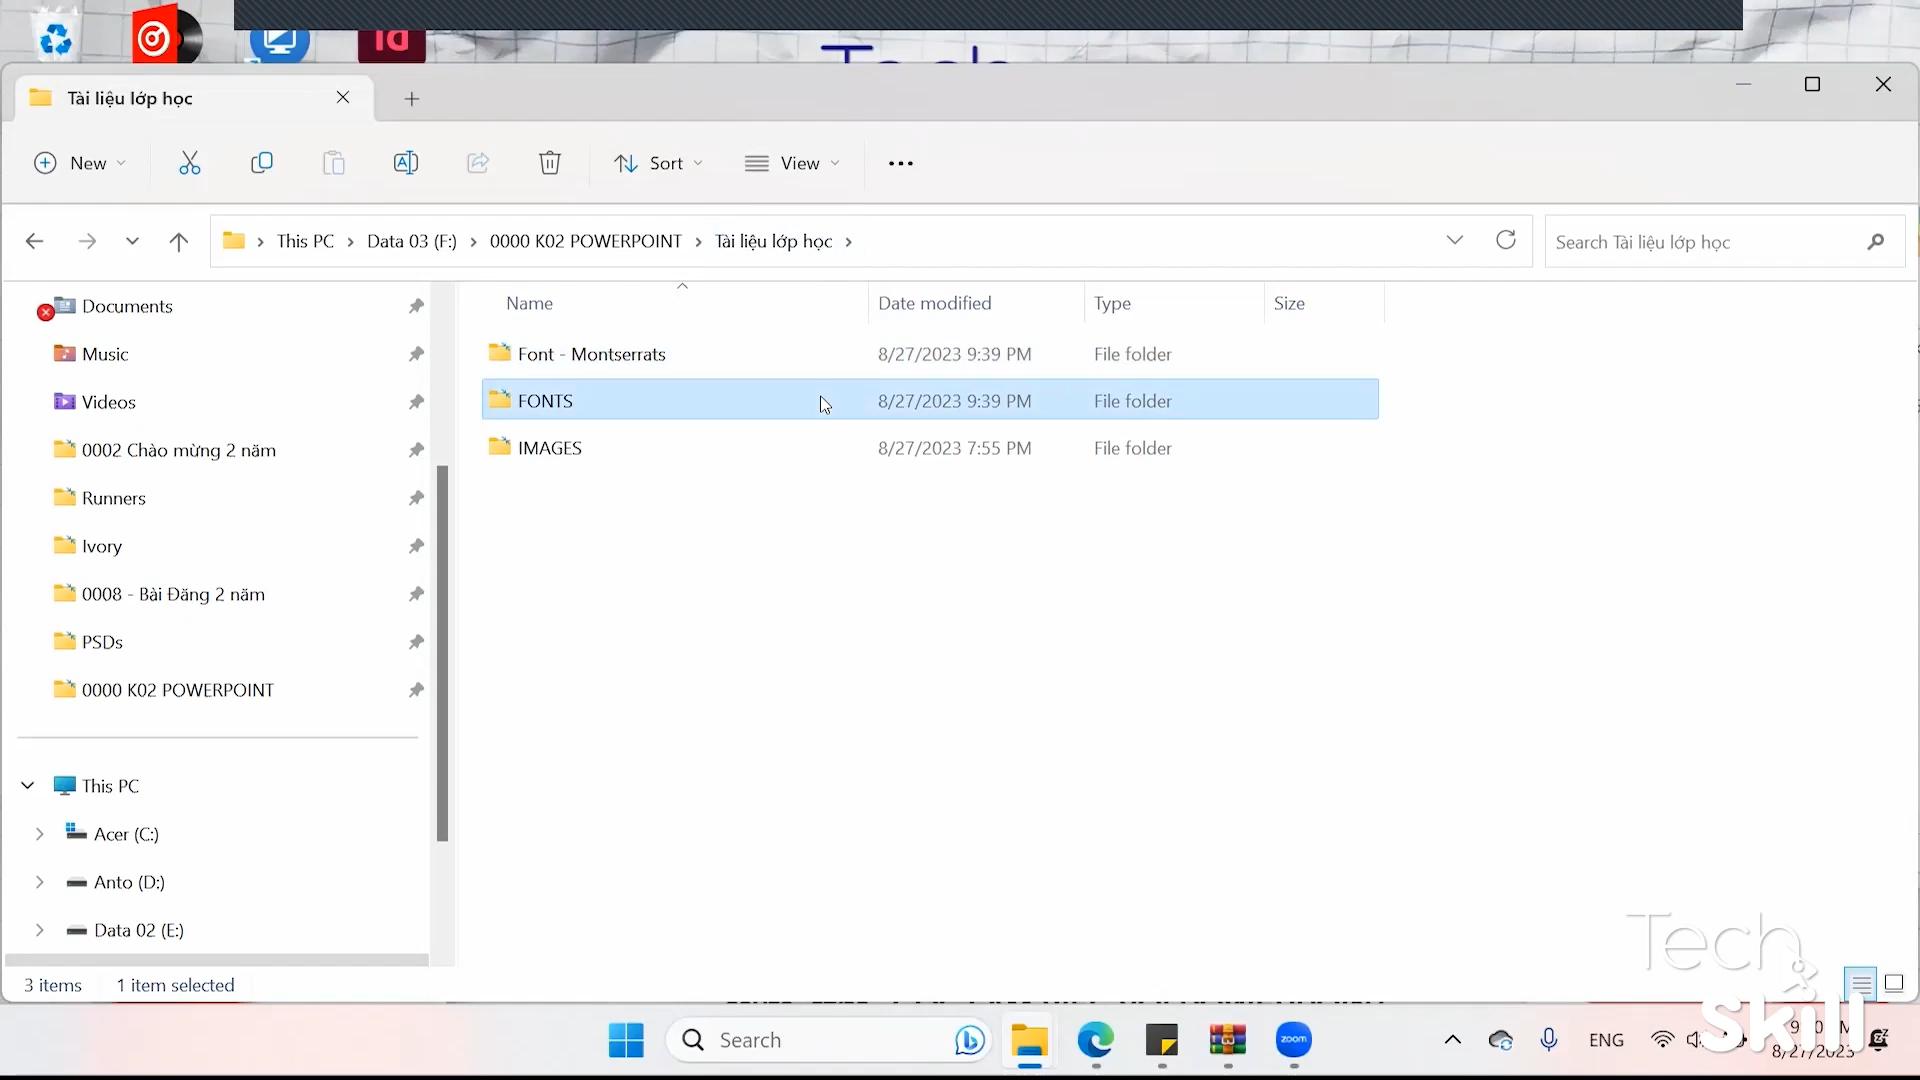 Tài liệu lớp học
New
Sort
View
This PC
Data 03 (F:)
0000 K02 POWERPOINT
Tài liệu lớp học
Search Tài liệu lớp học
Documents
Music
Videos
0002 Chào mừng 2 năm
Runners
Ivory
0008 - Bài Đăng 2 năm
PSDs
0000 K02 POWERPOINT
This PC
Acer (C:)
Anto (D:)
Data 02 (E:)
Name Date modified Type Size
Font - Montserrats 8/27/2023 9:39 PM File folder
FONTS 8/27/2023 9:39 PM File folder
IMAGES 8/27/2023 7:55 PM File folder
3 items 1 item selected
Tech
Skill
Search
zoom
ENG
8/27/2023